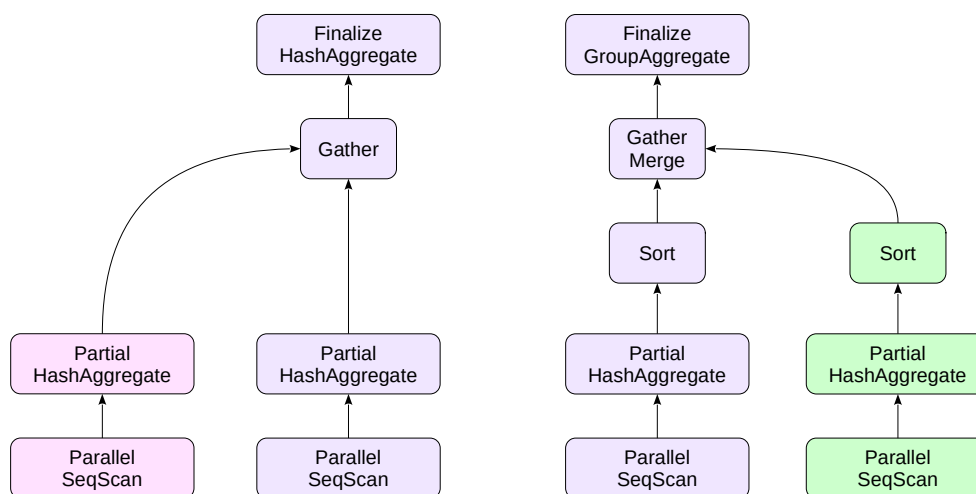 Finalize
HashAggregate
Finalize
GroupAggregate
Gather
Gather
Merge
Sort
Sort
Partial
HashAggregate
Partial
HashAggregate
Partial
HashAggregate
Partial
HashAggregate
Parallel
SeqScan
Parallel
SeqScan
Parallel
SeqScan
Parallel
SeqScan